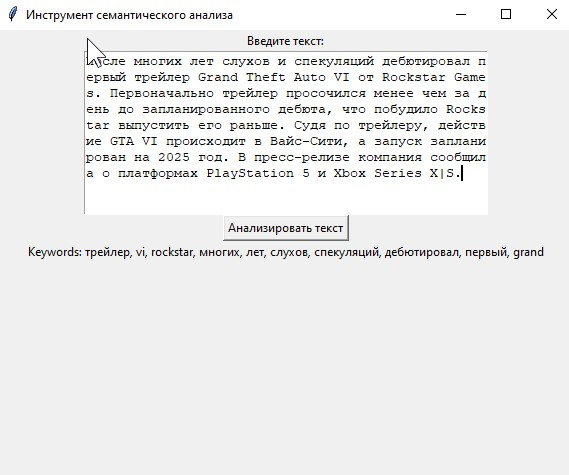 Инструмент семантического анализа
Введите текст:
После многих лет слухов и спекуляций дебютировал п
ервый трейлер Grand Theft Auto VI от Rockstar Game
s. Первоначально трейлер просочился менее чем за д
ень до запланированного дебюта, что побудило Rocks
tar выпустить его раньше. Судя по трейлеру, действ
ие GTA VI происходит в Вайс-Сити, а запуск заплани
рован на 2025 год. В пресс-релизе компания сообщил
а о платформах PlayStation 5 и Xbox Series X|S.
Анализировать текст
Keywords: трейлер, vi, rockstar, многих, лет, слухов, спекуляций, дебютировал, первый, grand